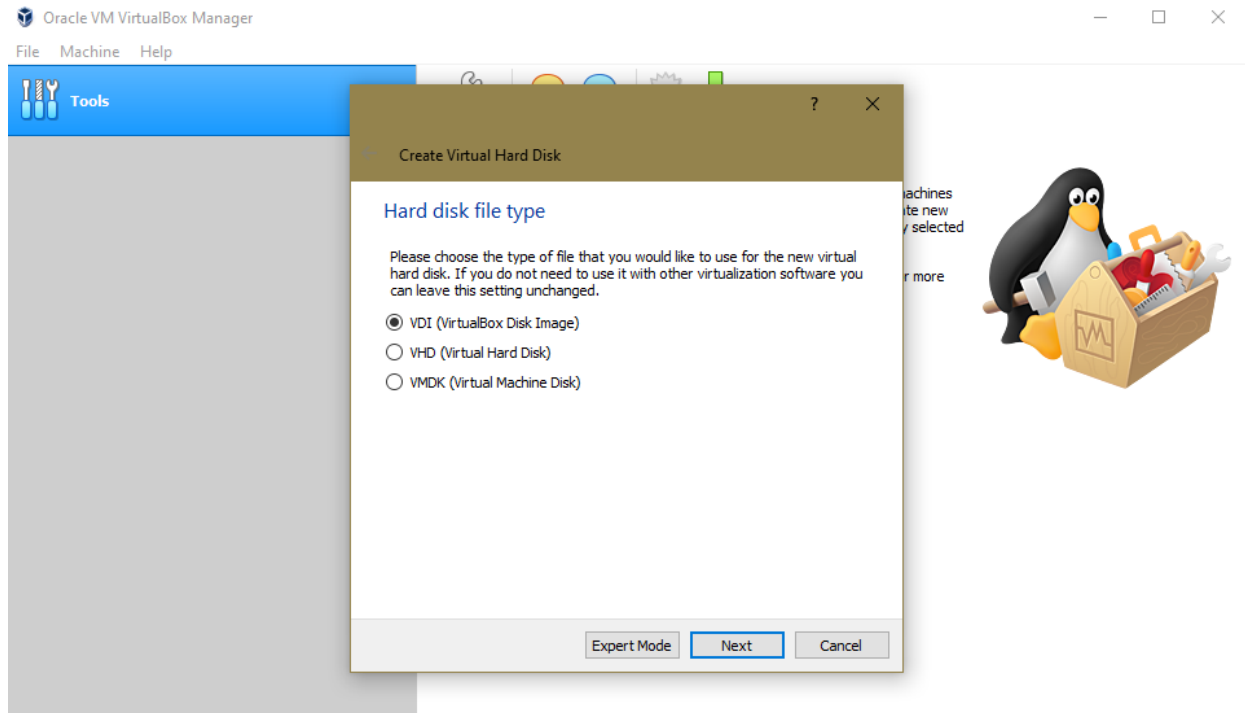 Oracle VM VirtualBox Manager
File Machine Help
Tools
?
Create Virtual Hard Disk
Hard disk file type
Please choose the type of file that you would like to use for the new virtual
hard disk. If you do not need to use it with other virtualization software you
can leave this setting unchanged.
VDI (VirtualBox Disk Image)
VHD (Virtual Hard Disk)
VMDK (Virtual Machine Disk)
Expert Mode Next Cancel
new
selected
more